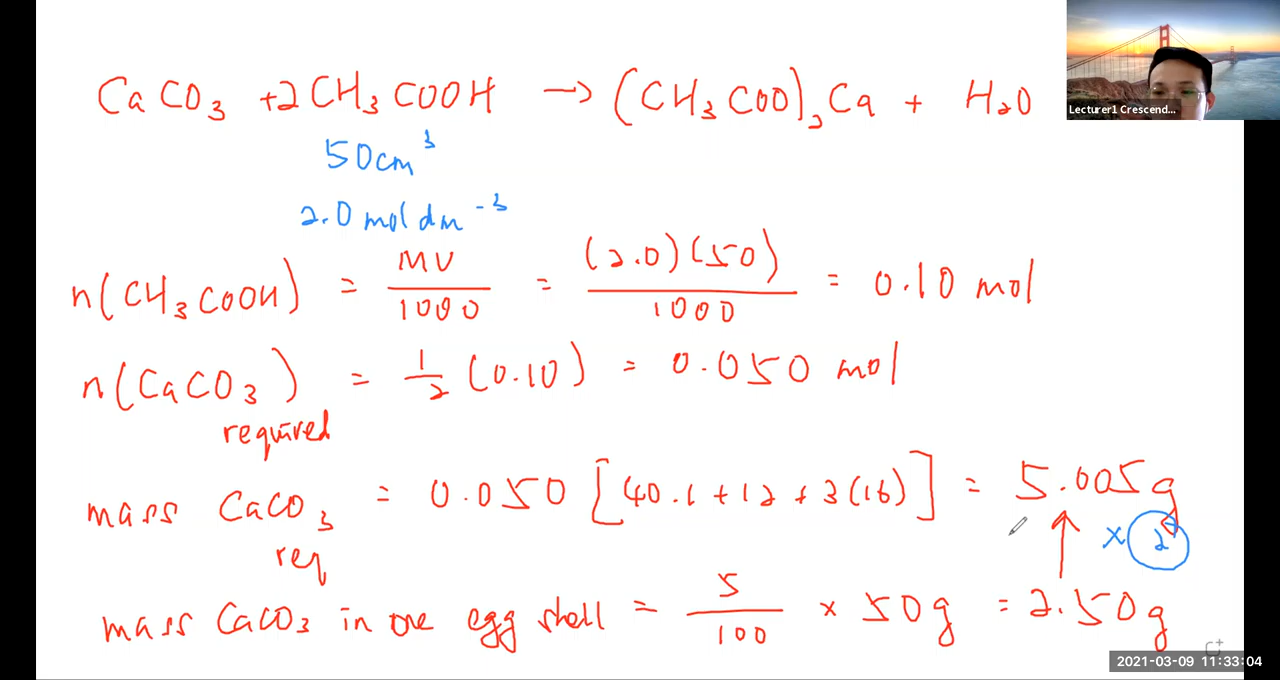 CaCO₃ + 2CH₃COOH → (CH₃COO)₂Ca + H₂O
50cm³
2.0 mol dm⁻³
n(CH₃COOH) = MV/1000 = (2.0)(50)/1000 = 0.10 mol
n(CaCO₃) = 1/2 (0.10) = 0.050 mol
required
mass CaCO₃ = 0.050 [40.1 + 12 + 3(16)] = 5.005g
req
× 2
mass CaCO₃ in one egg shell = 5/100 × 50g = 2.50g
Lecturer1 Crescend...
2021-03-09 11:33:04